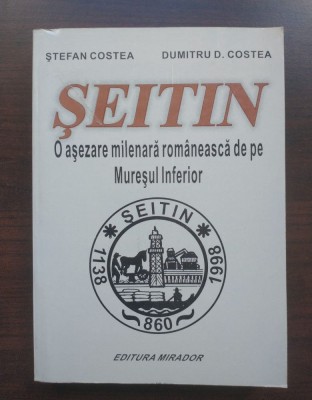 ŞTEFAN COSTEA DUMITRU D. COSTEA
ŞEITIN
O aşezare milenară românească de pe
Mureşul Inferior
ŞEITIN
1138
1998
860
EDITURA MIRADOR